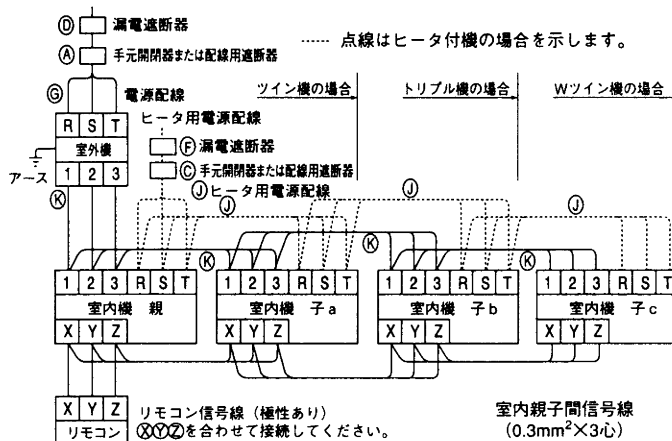 Ⓓ 漏電遮断器
Ⓐ 手元開閉器または配線用遮断器
点線はヒータ付機の場合を示します。
Ⓖ 電源配線
ツイン機の場合
トリプル機の場合
Wツイン機の場合
ヒータ用電源配線
R S T
室外機
1 2 3
アース
Ⓕ 漏電遮断器
Ⓒ 手元開閉器または配線用遮断器
Ⓙ ヒータ用電源配線
Ⓙ Ⓙ Ⓙ
Ⓚ Ⓚ Ⓚ Ⓚ
1 2 3 R S T
室内機 親
X Y Z
1 2 3 R S T
室内機 子a
X Y Z
1 2 3 R S T
室内機 子b
X Y Z
1 2 3 R S T
室内機 子c
X Y Z
X Y Z
リモコン
リモコン信号線（極性あり）
ⓍⓎⓏを合わせて接続してください。
室内親子間信号線
（0.3mm²×3心）